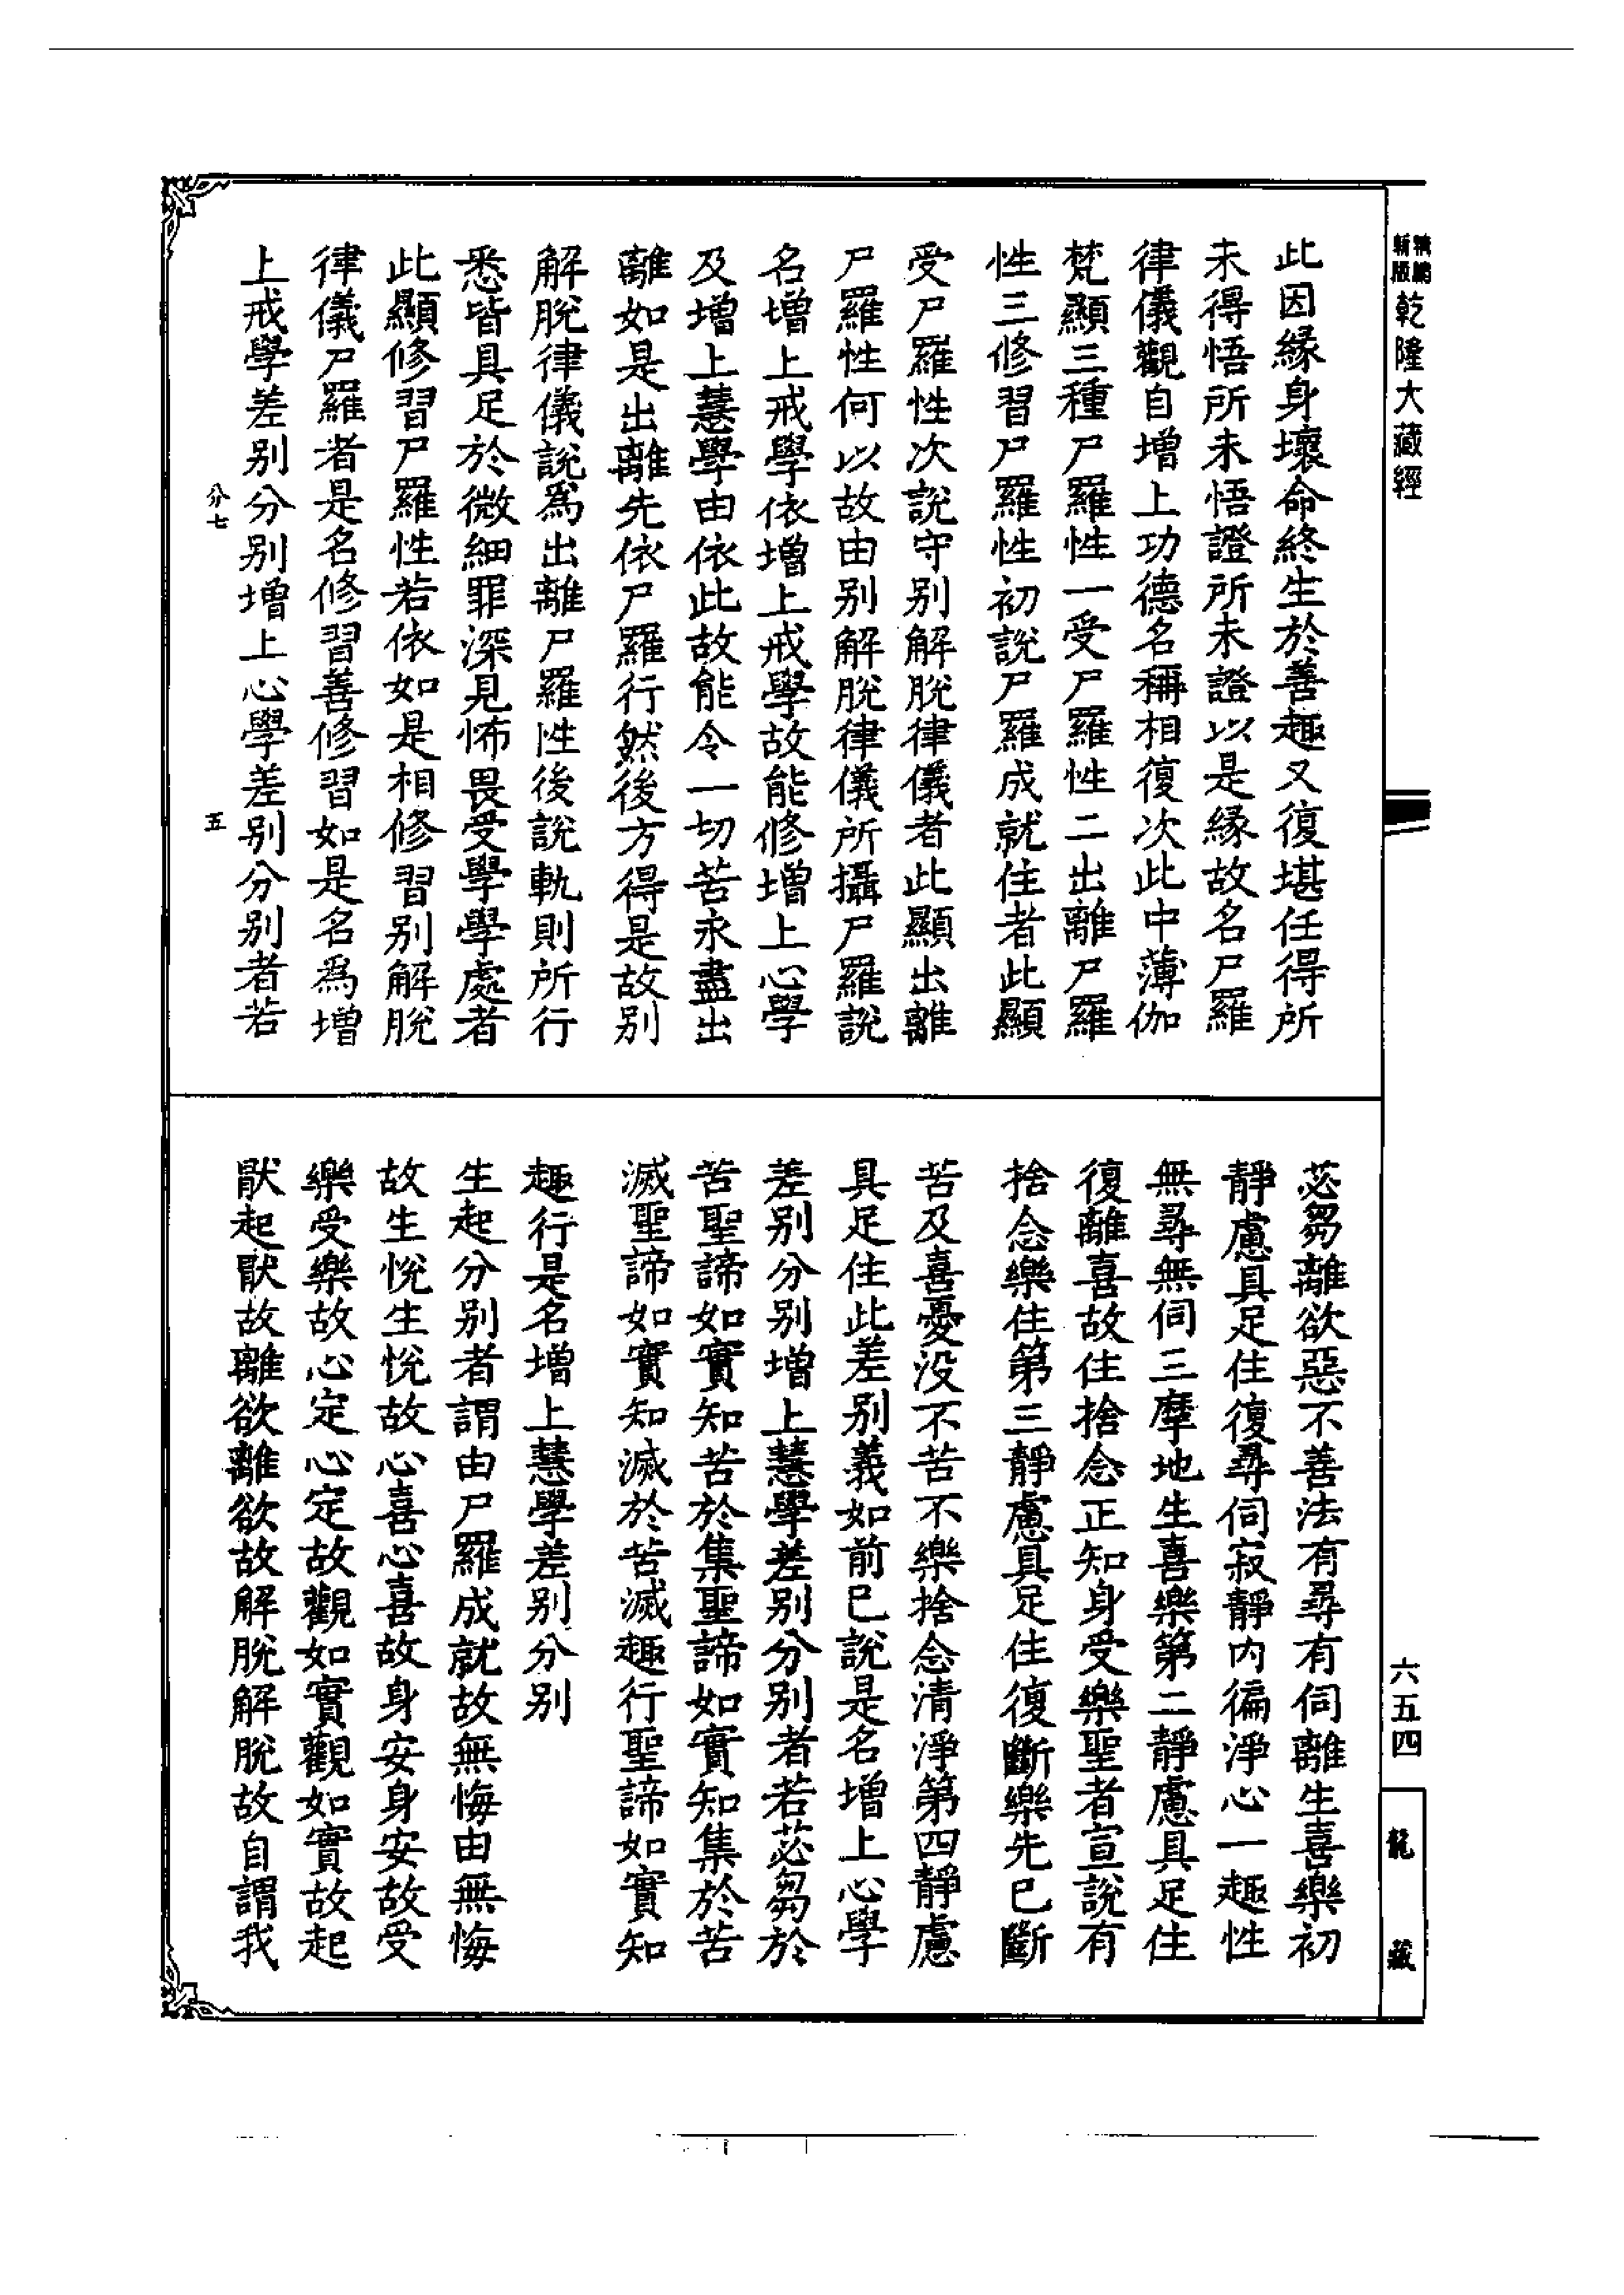 精縮
新版
乾隆大藏經
此因緣身壞命終生於善趣又復堪任得所
未得悟所未悟證所未證以是緣故名尸羅
律儀觀自增上功德名稱相復次此中薄伽
梵顯三種尸羅性一受尸羅性二出離尸羅
性三修習尸羅性初說尸羅成就住者此顯
受尸羅性次說守別解脫律儀者此顯出離
尸羅性何以故由別解脫律儀所攝尸羅說
名增上戒學依增上戒學故能修增上心學
及增上慧學由依此故能令一切苦永盡出
離如是出離先依尸羅行然後方得是故別
解脫律儀說為出離尸羅性後說軌則所行
悉皆具足於微細罪深見怖畏受學學處者
此顯修習尸羅性若依如是相修習別解脫
律儀尸羅者是名修習善修習如是名為增
上戒學差別分別增上心學差別分別者若
分七
五
苾芻離欲惡不善法有尋有伺離生喜樂初
靜慮具足住復尋伺寂靜內徧淨心一趣性
無尋無伺三摩地生喜樂第二靜慮具足住
復離喜故住捨念正知身受樂聖者宣說有
捨念樂住第三靜慮具足住復斷樂先已斷
苦及喜憂沒不苦不樂捨念清淨第四靜慮
具足住此差別義如前已說是名增上心學
差別分別增上慧學差別分別者若苾芻於
苦聖諦如實知苦於集聖諦如實知集於苦
滅聖諦如實知滅於苦滅趣行聖諦如實知
趣行是名增上慧學差別分別
生起分別者謂由尸羅成就故無悔由無悔
故生悅生悅故心喜心喜故身安身安故受
樂受樂故心定心定故觀如實觀如實故起
厭起厭故離欲離欲故解脫解脫故自謂我
六五四
龍藏